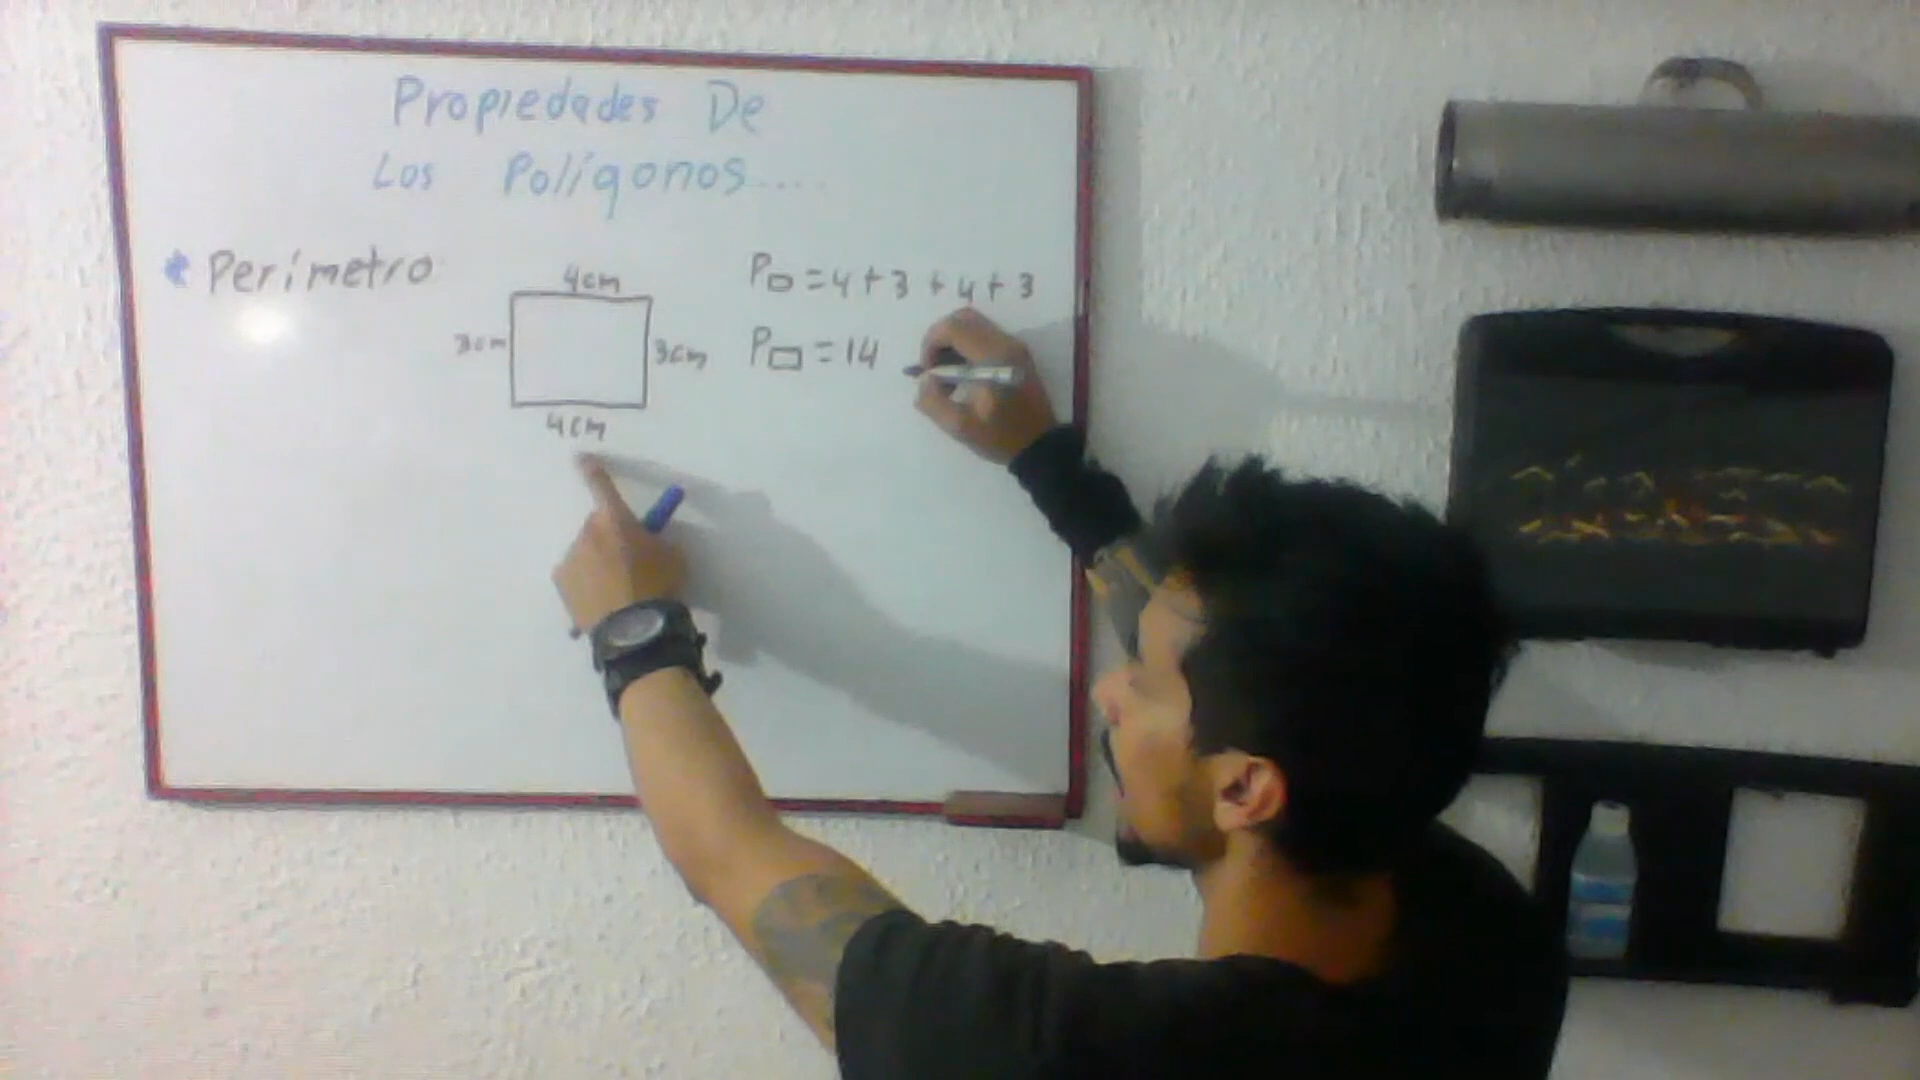 Propiedades De
Los Polígonos....
* Perímetro
4cm
3cm
3cm
4cm
P▭ = 4 + 3 + 4 + 3
P▭ = 14